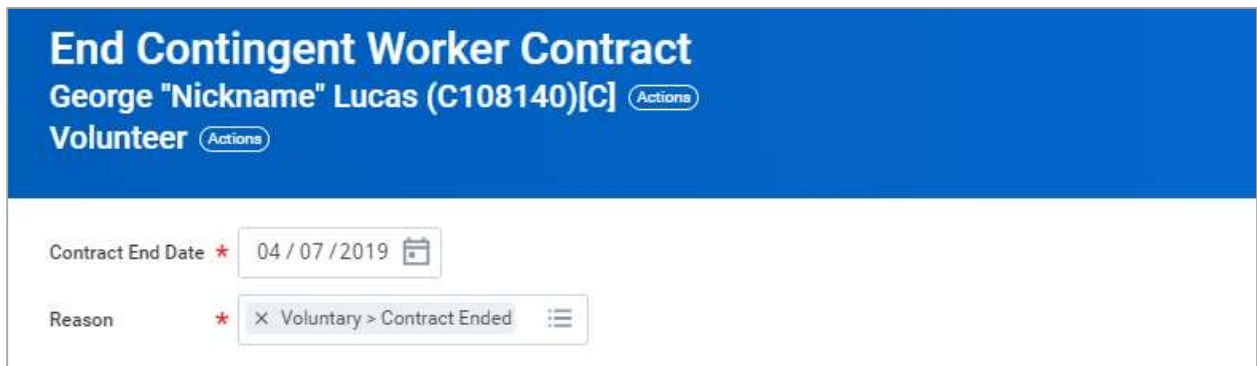 End Contingent Worker Contract
George "Nickname" Lucas (C108140)[C] Actions
Volunteer Actions
Contract End Date * 04 / 07 / 2019
Reason * × Voluntary > Contract Ended